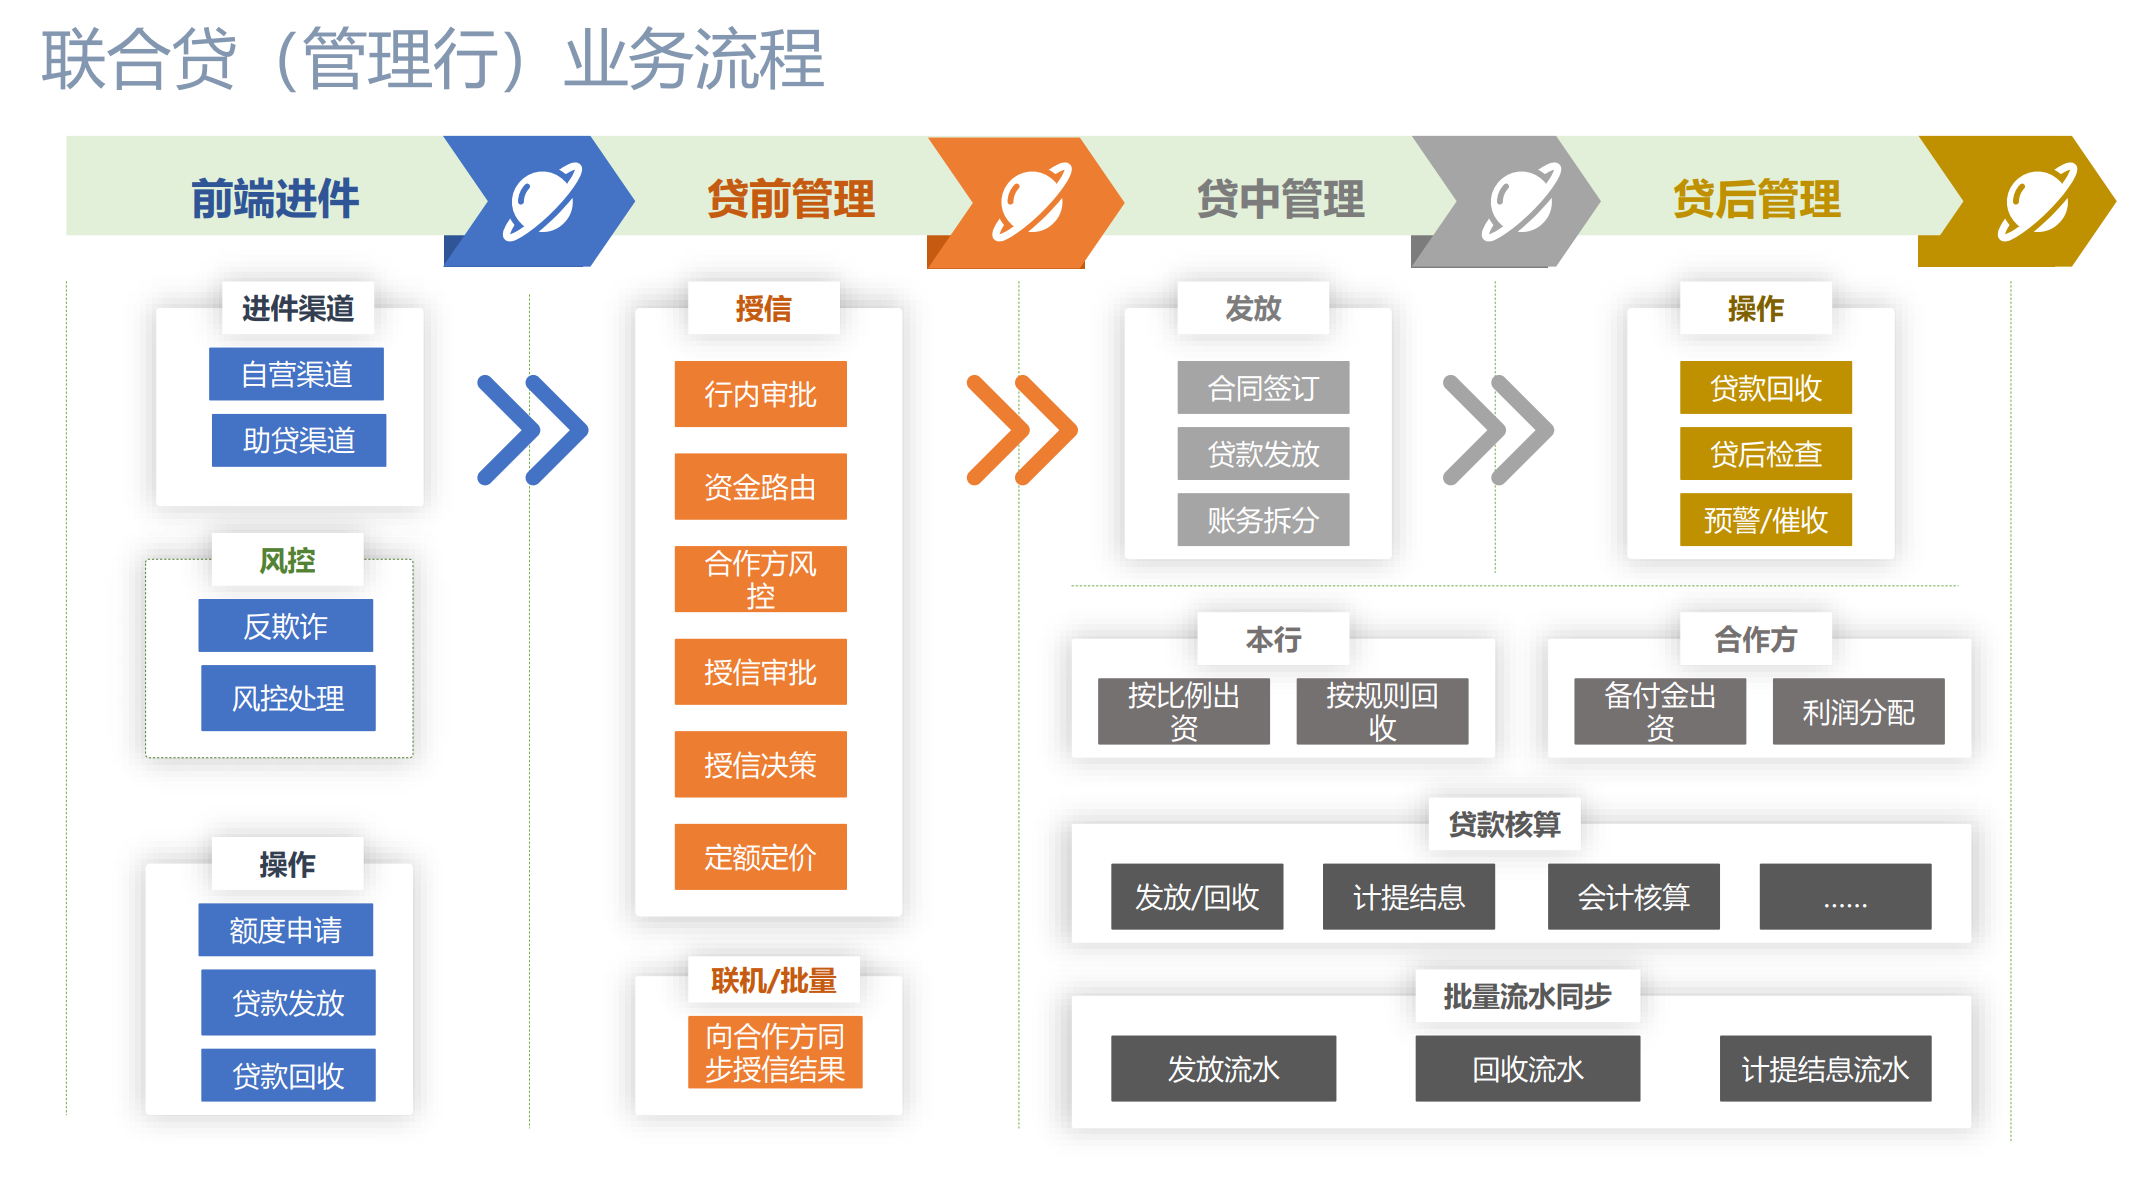 联合贷（管理行）业务流程
前端进件
贷前管理
贷中管理
贷后管理
进件渠道
自营渠道
助贷渠道
风控
反欺诈
风控处理
操作
额度申请
贷款发放
贷款回收
授信
行内审批
资金路由
合作方风
控
授信审批
授信决策
定额定价
联机/批量
向合作方同
步授信结果
发放
合同签订
贷款发放
账务拆分
操作
贷款回收
贷后检查
预警/催收
本行
按比例出
资
按规则回
收
合作方
备付金出
资
利润分配
贷款核算
发放/回收
计提结息
会计核算
......
批量流水同步
发放流水
回收流水
计提结息流水